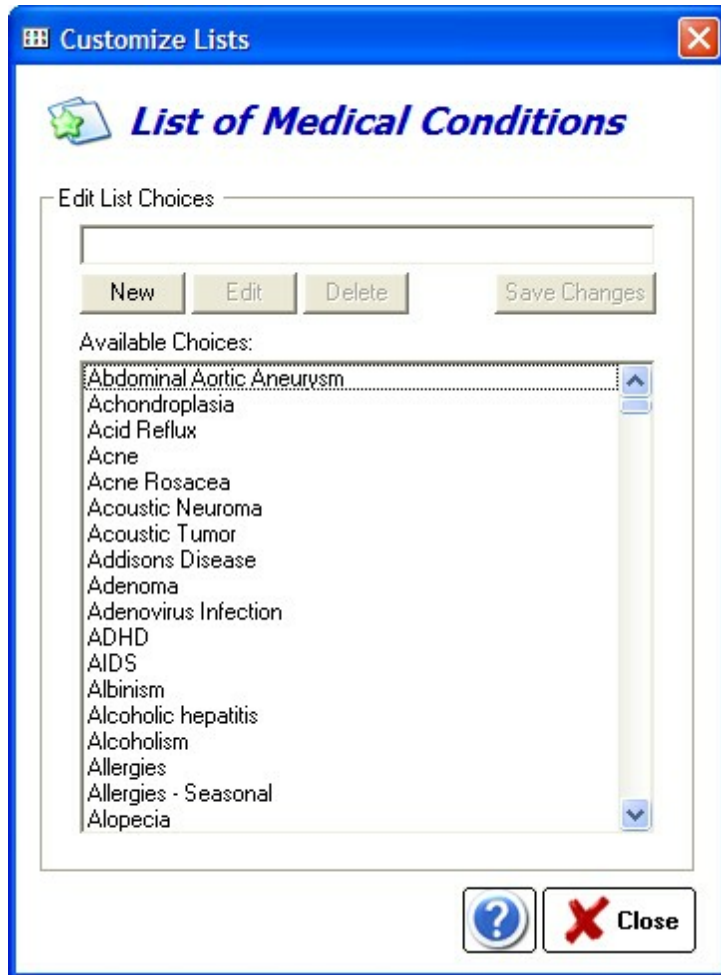 Customize Lists
List of Medical Conditions
Edit List Choices
New Edit Delete Save Changes
Available Choices:
Abdominal Aortic Aneurysm
Achondroplasia
Acid Reflux
Acne
Acne Rosacea
Acoustic Neuroma
Acoustic Tumor
Addisons Disease
Adenoma
Adenovirus Infection
ADHD
AIDS
Albinism
Alcoholic hepatitis
Alcoholism
Allergies
Allergies - Seasonal
Alopecia
? Close